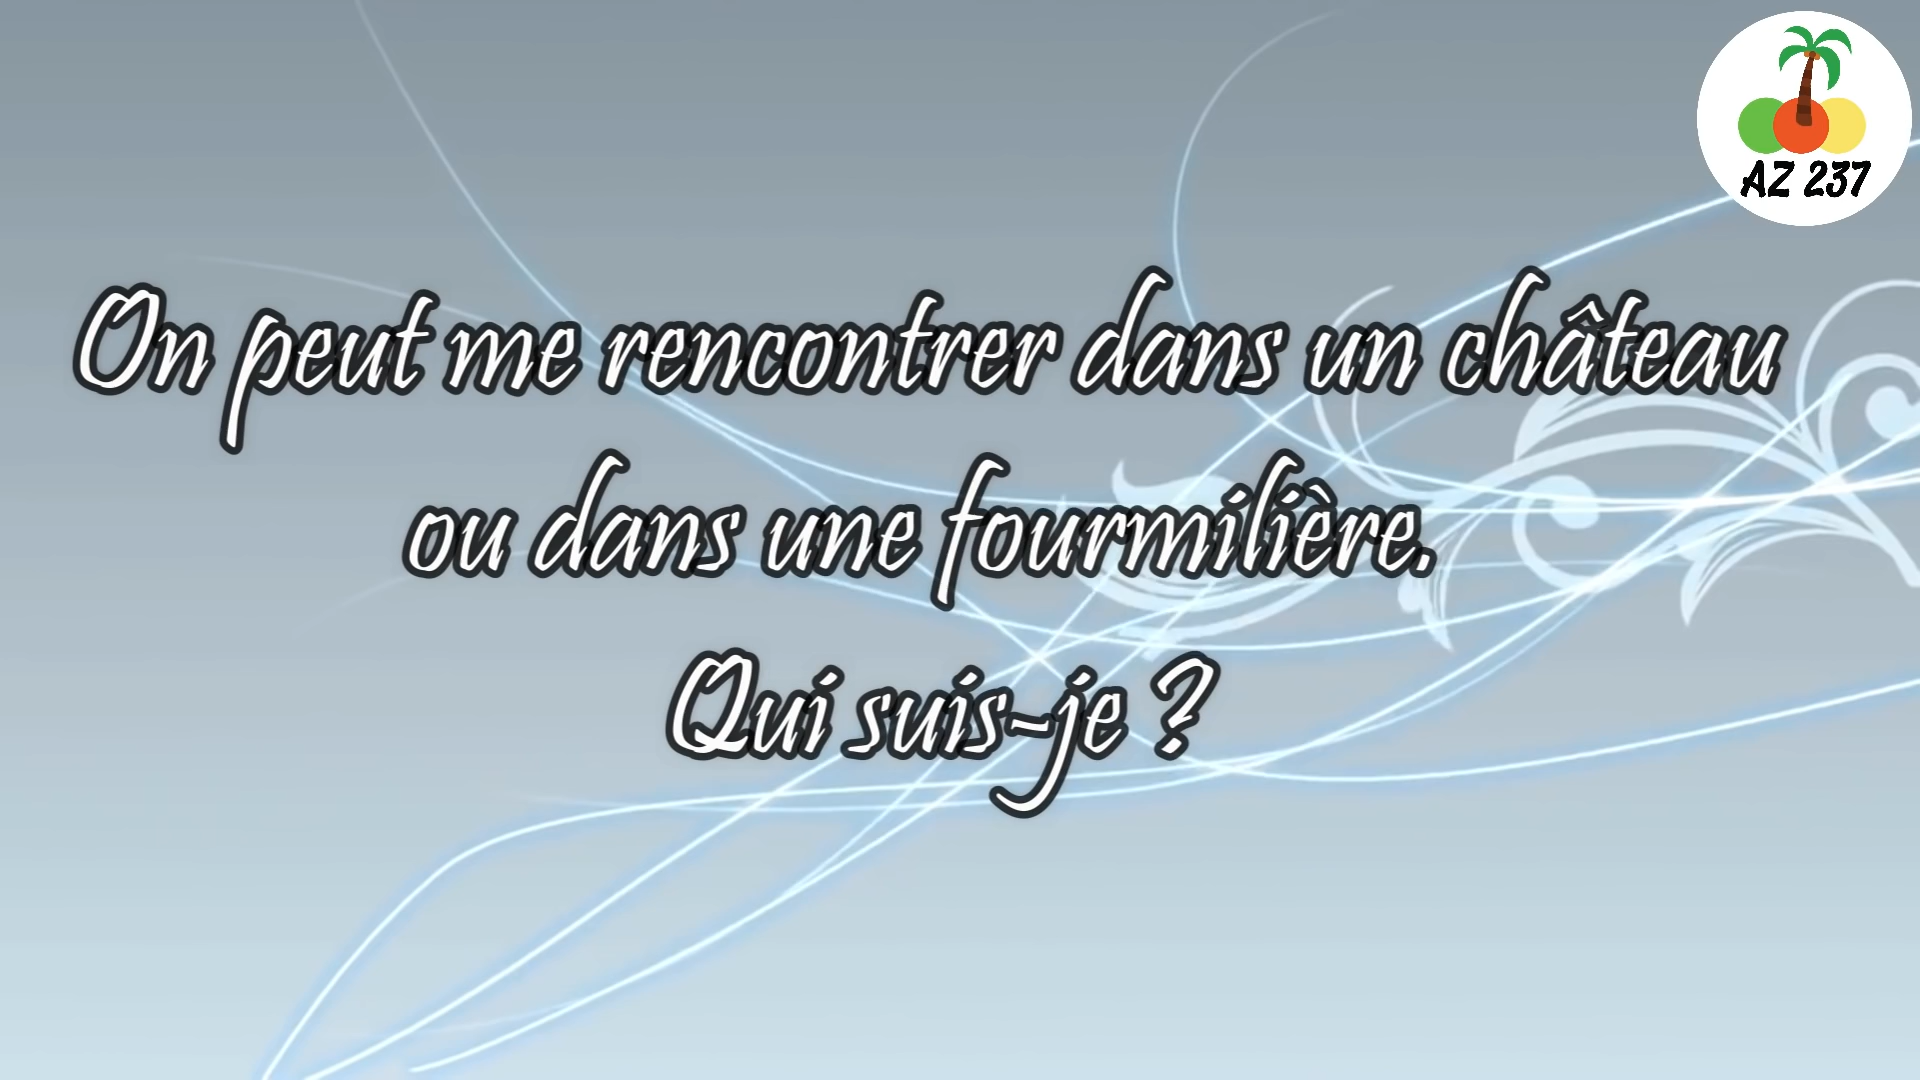 AZ 237
On peut me rencontrer dans un château
ou dans une fourmilière.
Qui suis-je ?